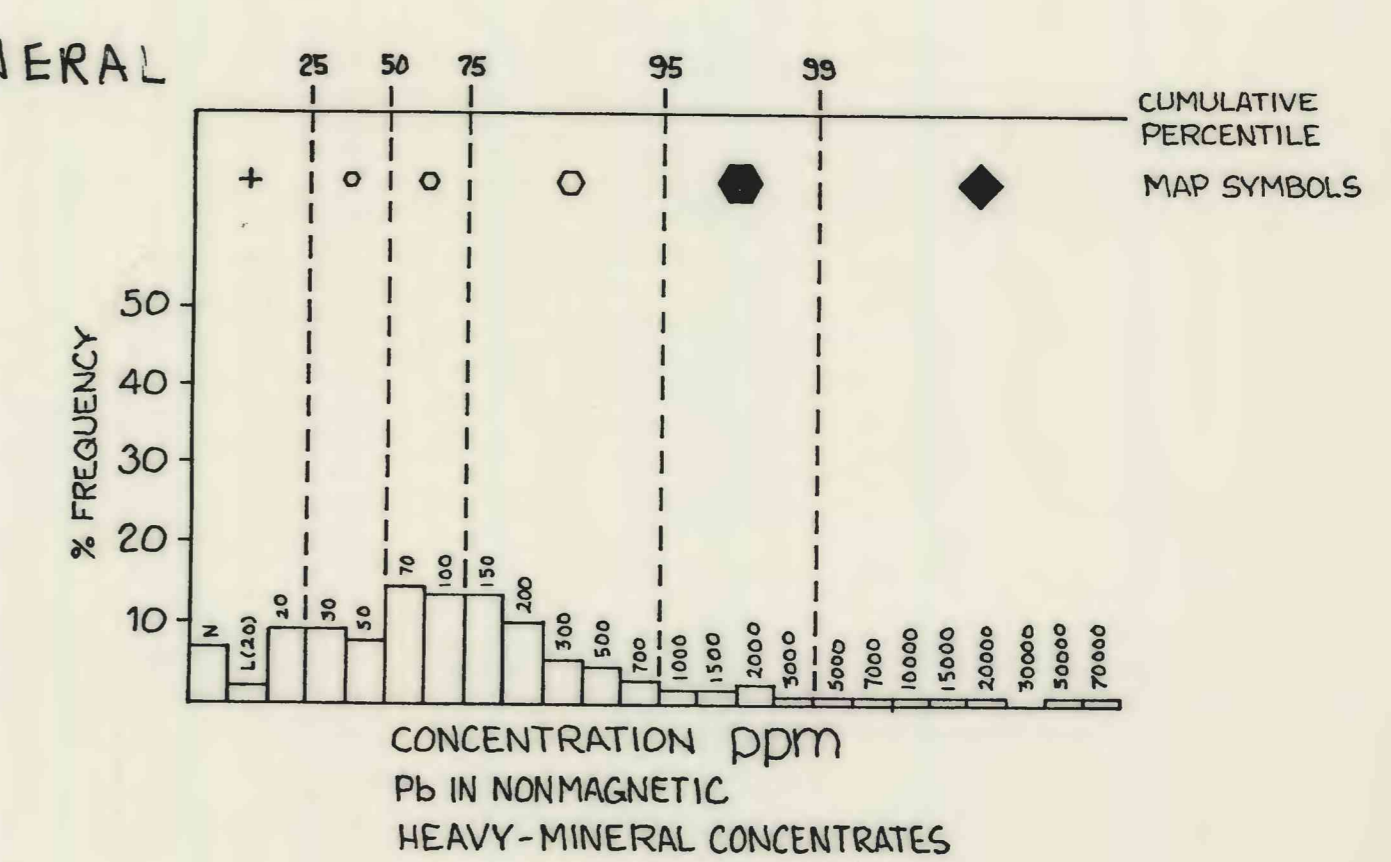 NERAL
25 50 75 95 99
CUMULATIVE
PERCENTILE
MAP SYMBOLS
% FREQUENCY
50
40
30
20
10
N L(20) 20 30 50 70 100 150 200 300 500 700 1000 1500 2000 3000 5000 7000 10000 15000 20000 30000 50000 70000
CONCENTRATION ppm
Pb IN NONMAGNETIC
HEAVY-MINERAL CONCENTRATES